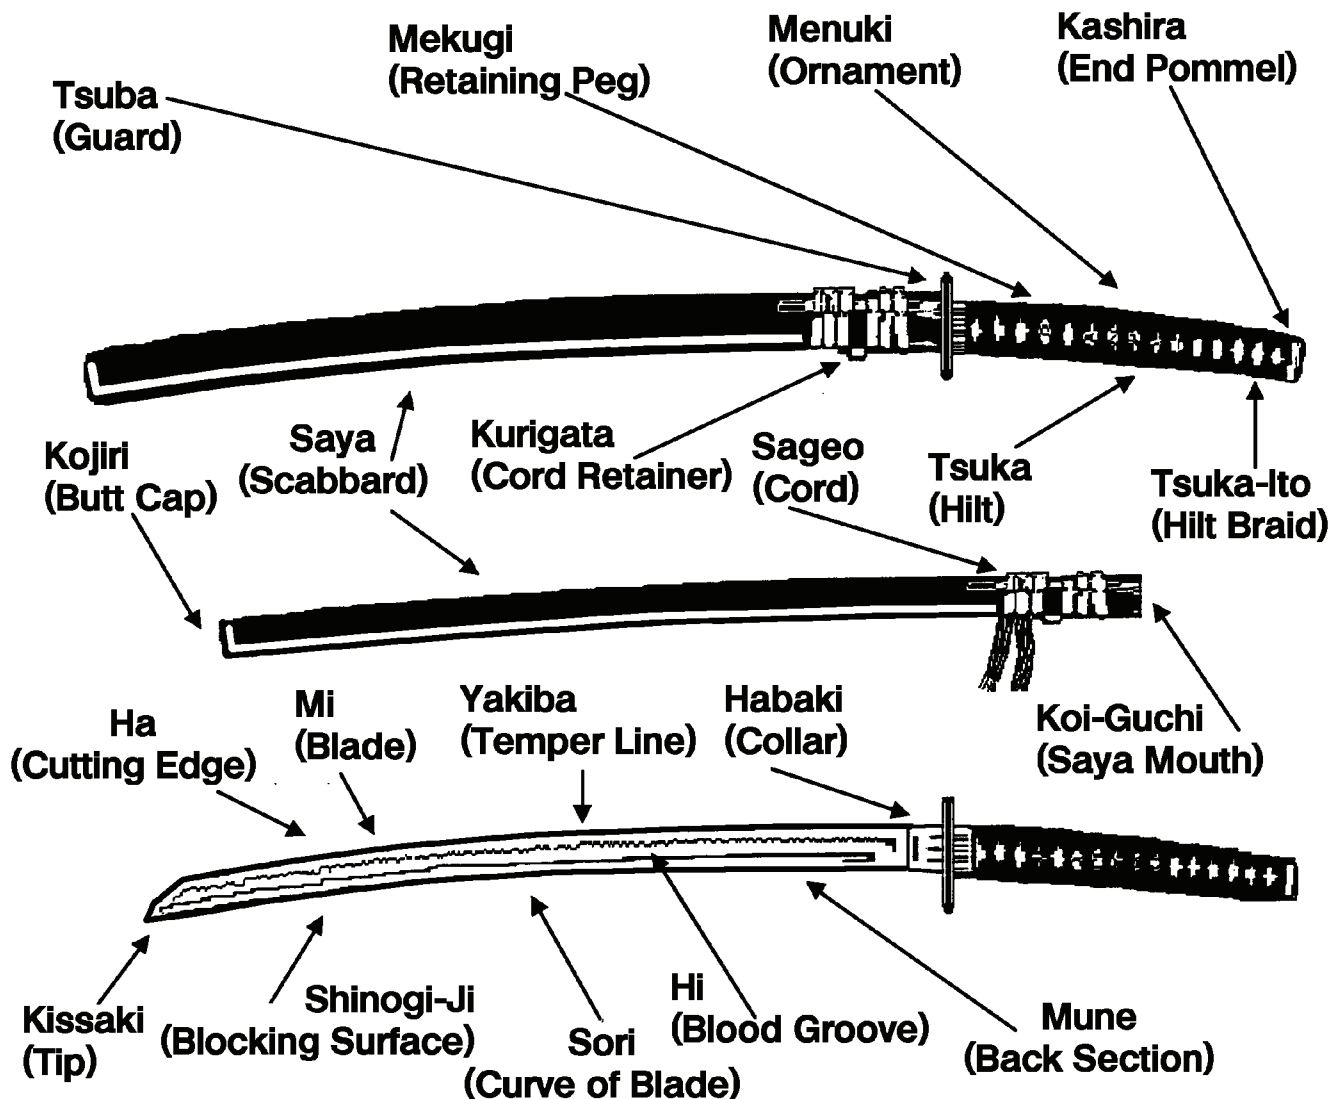 Mekugi
(Retaining Peg)
Menuki
(Ornament)
Kashira
(End Pommel)
Tsuba
(Guard)
Kojiri
(Butt Cap)
Saya
(Scabbard)
Kurigata
(Cord Retainer)
Sageo
(Cord)
Tsuka
(Hilt)
Tsuka-Ito
(Hilt Braid)
Ha
(Cutting Edge)
Mi
(Blade)
Yakiba
(Temper Line)
Habaki
(Collar)
Koi-Guchi
(Saya Mouth)
Kissaki
(Tip)
Shinogi-Ji
(Blocking Surface)
Sori
(Curve of Blade)
Hi
(Blood Groove)
Mune
(Back Section)